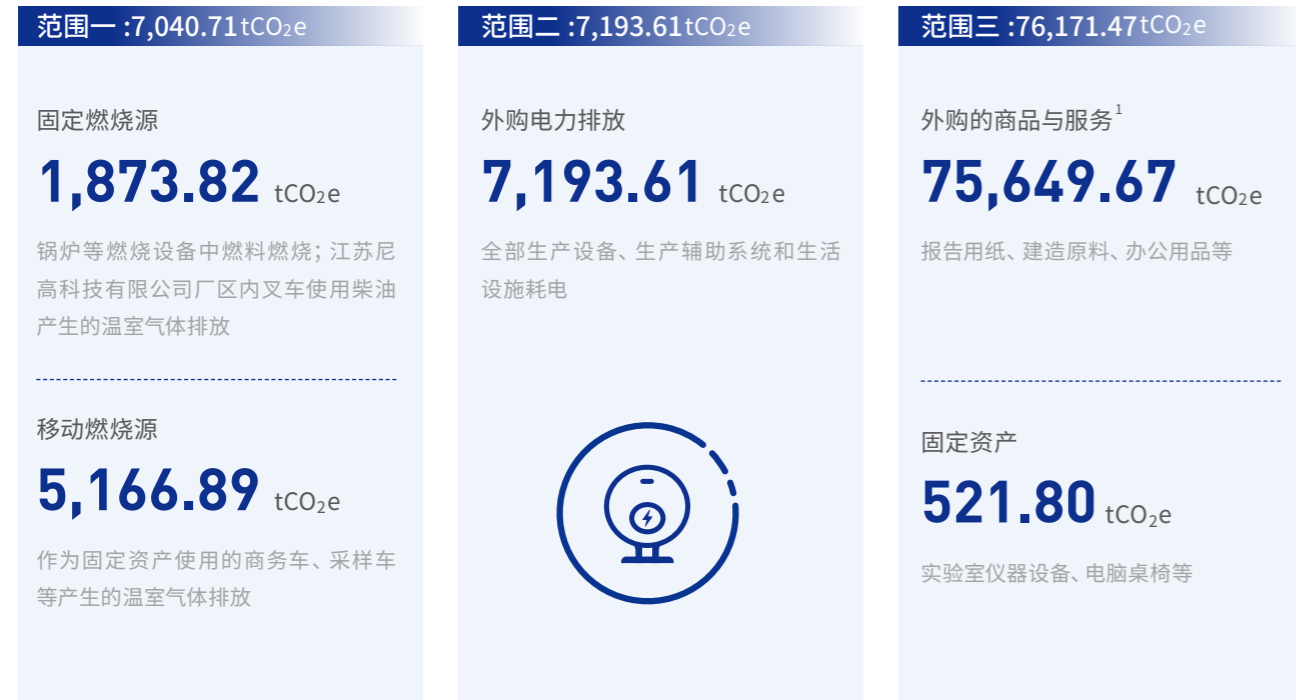 范围一 :7,040.71tCO₂e
固定燃烧源
1,873.82 tCO₂e
锅炉等燃烧设备中燃料燃烧；江苏尼
高科技有限公司厂区内叉车使用柴油
产生的温室气体排放
移动燃烧源
5,166.89 tCO₂e
作为固定资产使用的商务车、采样车
等产生的温室气体排放
范围二 :7,193.61tCO₂e
外购电力排放
7,193.61 tCO₂e
全部生产设备、生产辅助系统和生活
设施耗电
范围三 :76,171.47tCO₂e
外购的商品与服务¹
75,649.67 tCO₂e
报告用纸、建造原料、办公用品等
固定资产
521.80 tCO₂e
实验室仪器设备、电脑桌椅等